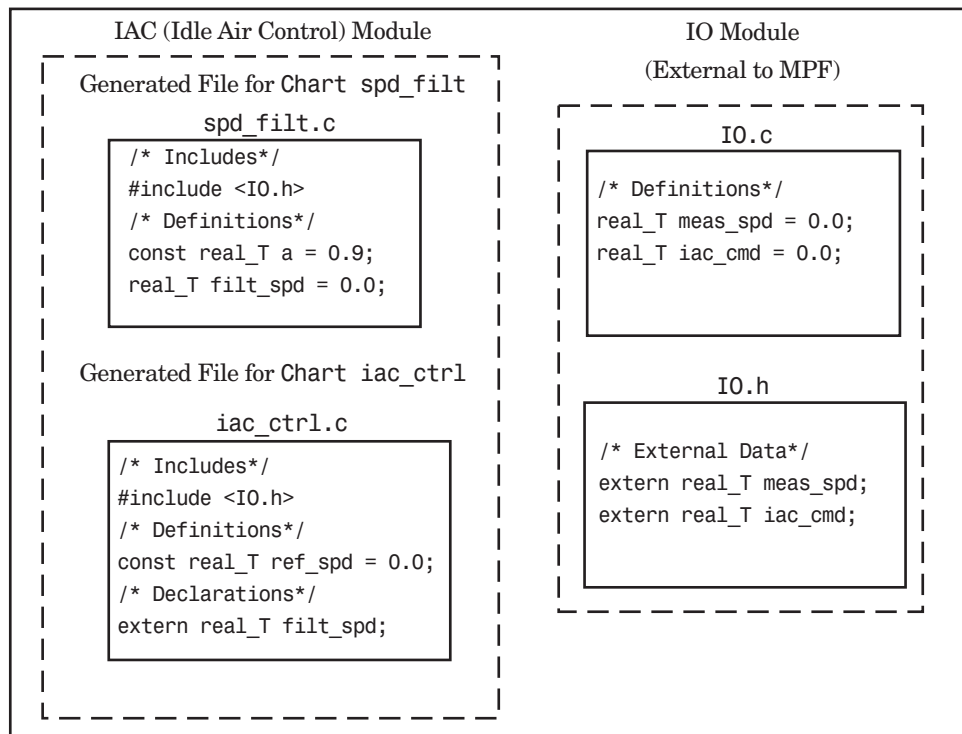 IAC (Idle Air Control) Module
Generated File for Chart spd_filt
spd_filt.c
/* Includes*/
#include <IO.h>
/* Definitions*/
const real_T a = 0.9;
real_T filt_spd = 0.0;
Generated File for Chart iac_ctrl
iac_ctrl.c
/* Includes*/
#include <IO.h>
/* Definitions*/
const real_T ref_spd = 0.0;
/* Declarations*/
extern real_T filt_spd;
IO Module
(External to MPF)
IO.c
/* Definitions*/
real_T meas_spd = 0.0;
real_T iac_cmd = 0.0;
IO.h
/* External Data*/
extern real_T meas_spd;
extern real_T iac_cmd;